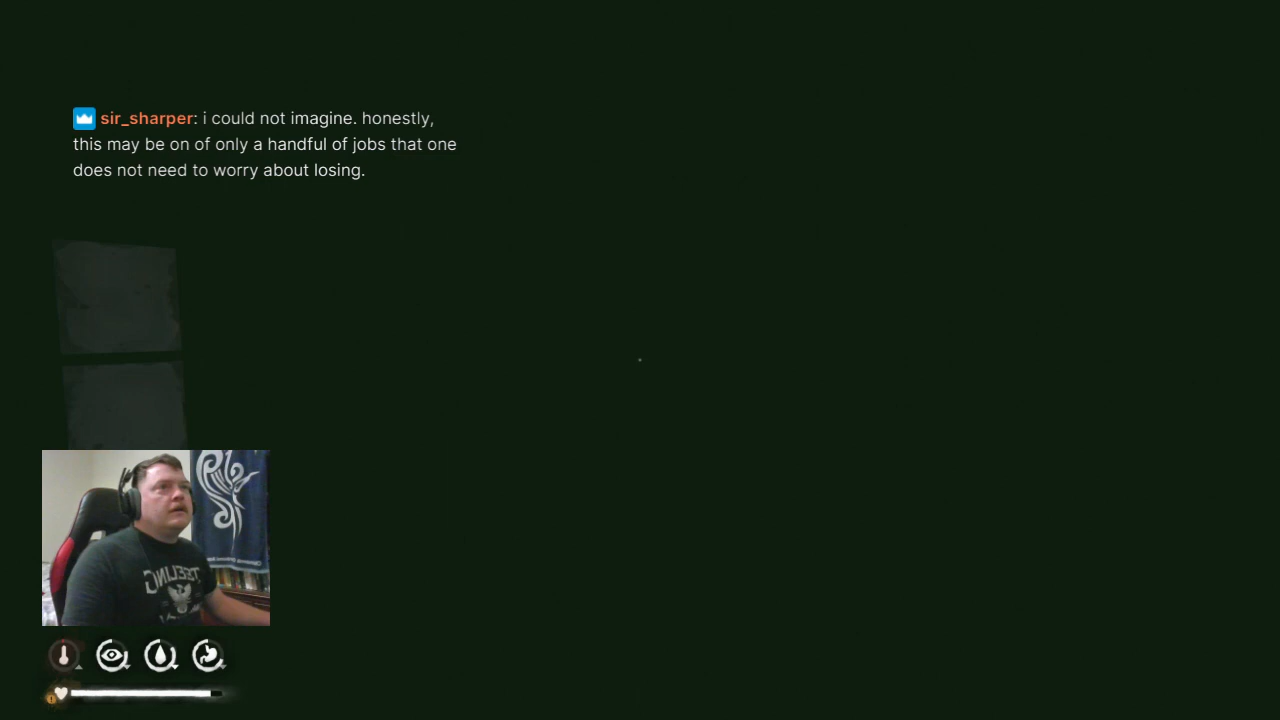 sir_sharper: i could not imagine. honestly,
this may be on of only a handful of jobs that one
does not need to worry about losing.